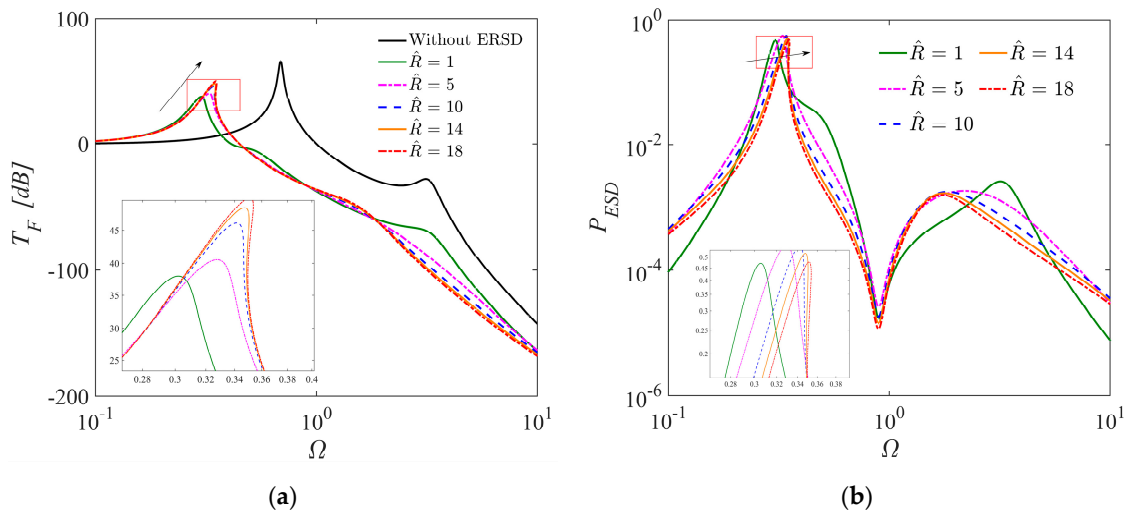 100
0
-100
-200
T_F [dB]
10^{-1}
10^0
10^1
Ω
Without ERSD
R̂ = 1
R̂ = 5
R̂ = 10
R̂ = 14
R̂ = 18
45
40
35
30
25
0.28
0.3
0.32
0.34
0.36
0.38
0.4
(a)
10^0
10^{-2}
10^{-4}
10^{-6}
P_{ESD}
10^{-1}
10^0
10^1
Ω
R̂ = 1
R̂ = 5
R̂ − 10
R̂ = 14
R̂ = 18
0.5
0.45
0.4
0.35
0.3
0.25
0.2
0.28
0.3
0.32
0.34
0.36
0.38
(b)